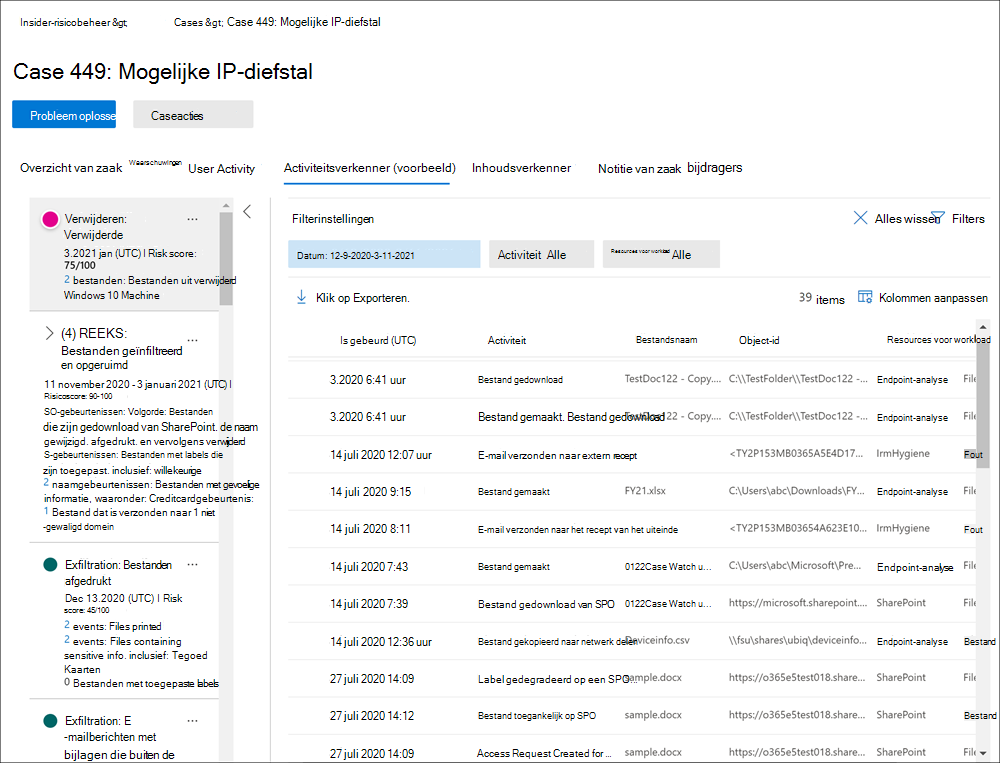 Insider-risicobeheer &gt; Cases &gt; Case 449: Mogelijke IP-diefstal
Case 449: Mogelijke IP-diefstal
Probleem oplosse Caseacties
Overzicht van zaak Waarschuwingen User Activity Activiteitsverkenner (voorbeeld) Inhoudsverkenner Notitie van zaak bijdragers
Verwijderen: ...
Verwijderde
3.2021 jan (UTC) I Risk score:
75/100
2 bestanden: Bestanden uit verwijderd
Windows 10 Machine
(4) REEKS: ...
Bestanden geïnfiltreerd
en opgeruimd
11 november 2020 - 3 januari 2021 (UTC) I
Risicoscore: 90-100
SO-gebeurtenissen: Volgorde: Bestanden
die zijn gedownload van SharePoint. de naam
gewijzigd. afgedrukt. en vervolgens verwijderd
S-gebeurtenissen: Bestanden met labels die
zijn toegepast. inclusief: willekeurige
2 naamgebeurtenissen: Bestanden met gevoelige
informatie, waaronder: Creditcardgebeurtenis:
1 Bestand dat is verzonden naar 1 niet
-gewaligd domein
Exfiltration: Bestanden ...
afgedrukt
Dec 13.2020 (UTC) I Risk
score: 45/100
2 events: Files printed
2 events: Files containing
sensitive info. inclusief: Tegoed
Kaarten
0 Bestanden met toegepaste labels
Exfiltration: E ...
-mailberichten met
bijlagen die buiten de
Filterinstellingen Alles wissen Filters
Datum: 12-9-2020-3-11-2021 Activiteit Alle Resources voor workload Alle
Klik op Exporteren. 39 items Kolommen aanpassen
Is gebeurd (UTC) Activiteit Bestandsnaam Object-id Resources voor workload
3.2020 6:41 uur Bestand gedownload TestDoc122 - Copy.... C:\\TestFolder\\TestDoc122 -... Endpoint-analyse File
3.2020 6:41 uur Bestand gemaakt. Bestand gedownload TestDoc122 - Copy.... C:\\TestFolder\\TestDoc122 -... Endpoint-analyse File
14 juli 2020 12:07 uur E-mail verzonden naar extern recept <TY2P153MB0365A5E4D17... IrmHygiene Fout
14 juli 2020 9:15 Bestand gemaakt FY21.xlsx C:\Users\abc\Downloads\FY... Endpoint-analyse File
14 juli 2020 8:11 E-mail verzonden naar het recept van het uiteinde <TY2P153MB03654A623E10... IrmHygiene Fout
14 juli 2020 7:43 Bestand gemaakt 0122Case Watch u... C:\Users\abc\Microsoft\Pre... Endpoint-analyse File
14 juli 2020 7:39 Bestand gedownload van SPO 0122Case Watch u... https://microsoft.sharepoint.... SharePoint File
14 juli 2020 12:36 uur Bestand gekopieerd naar netwerk delen Deviceinfo.csv \\fsu\shares\ubiq\deviceinfo... Endpoint-analyse Bestand
27 juli 2020 14:09 Label gedegradeerd op een SPO... sample.docx https://o365e5test018.share... SharePoint File
27 juli 2020 14:12 Bestand toegankelijk op SPO sample.docx https://o365e5test018.share... SharePoint Bestand
27 juli 2020 14:09 Access Request Created for ... sample.docx https://o365e5test018.share... SharePoint File